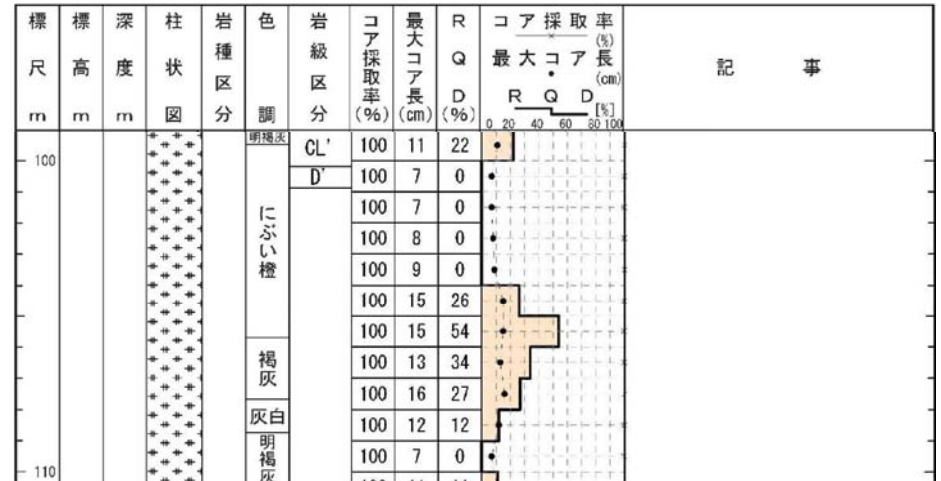 標尺m
標高m
深度m
柱状図
岩種区分
色調
岩級区分
コア採取率(%)
最大コア長(cm)
RQD(%)
コア採取率(%)
最大コア長(cm)
RQD[%]
0 20 40 60 80 100
記事
明褐灰 CL' 100 11 22
100
D' 100 7 0
100 7 0
100 8 0
100 9 0
にぶい橙
100 15 26
100 15 54
100 13 34
褐灰
100 16 27
灰白 100 12 12
明褐灰
100 7 0
110